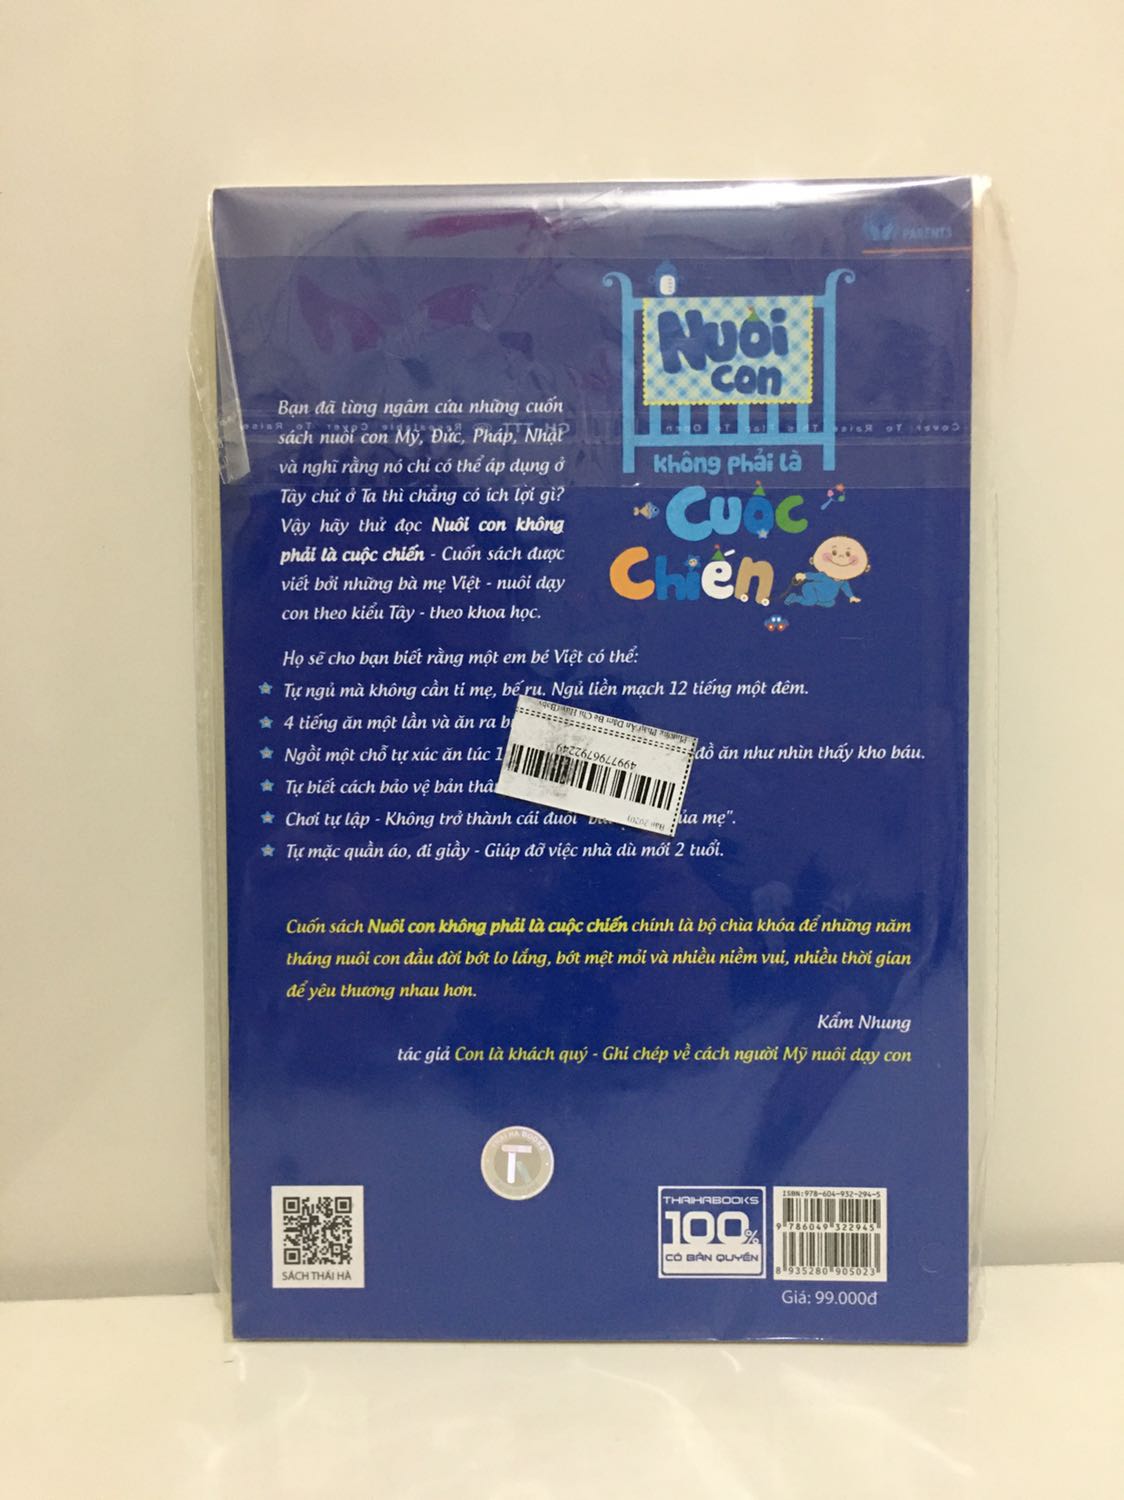 PARENTS
Nuôi
con
không phải là
Cuộc
Chiến
Bạn đã từng ngâm cứu những cuốn
sách nuôi con Mỹ, Đức, Pháp, Nhật
và nghĩ rằng nó chỉ có thể áp dụng ở
Tây chứ ở Ta thì chẳng có ích lợi gì?
Vậy hãy thử đọc Nuôi con không
phải là cuộc chiến - Cuốn sách được
viết bởi những bà mẹ Việt - nuôi dạy
con theo kiểu Tây - theo khoa học.
Họ sẽ cho bạn biết rằng một em bé Việt có thể:
Tự ngủ mà không cần ti mẹ, bế ru. Ngủ liền mạch 12 tiếng một đêm.
4 tiếng ăn một lần và ăn ra
Ngồi một chỗ tự xúc ăn lúc đồ ăn như nhìn thấy kho báu.
Tự biết cách bảo vệ bản thân
Chơi tự lập - Không trở thành cái đuôi của mẹ".
Tự mặc quần áo, đi giầy - Giúp đỡ việc nhà dù mới 2 tuổi.
4997796792249
Bản 2020)
Cuốn sách Nuôi con không phải là cuộc chiến chính là bộ chìa khóa để những năm
tháng nuôi con đầu đời bớt lo lắng, bớt mệt mỏi và nhiều niềm vui, nhiều thời gian
để yêu thương nhau hơn.
Kẩm Nhung
tác giả Con là khách quý - Ghi chép về cách người Mỹ nuôi dạy con
THAI HA BOOKS
SÁCH THÁI HÀ
THAIHABOOKS
100%
CÓ BẢN QUYỀN
ISBN: 978-604-932-294-5
9 786049 322945
8 935280 905023
Giá: 99.000đ